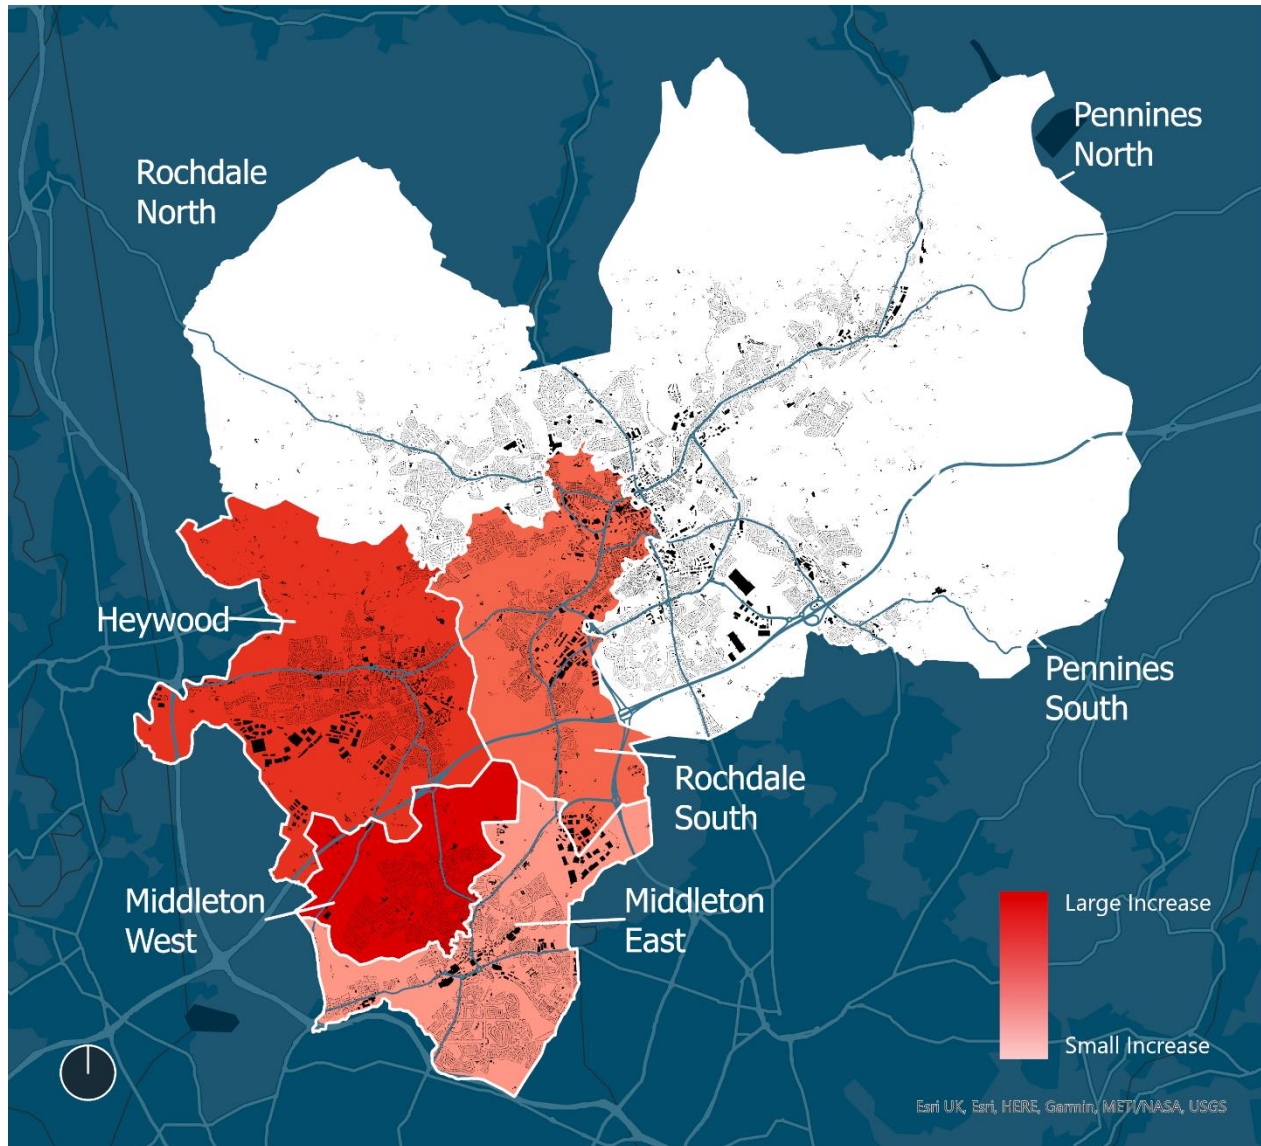 Pennines
North
Rochdale
North
Heywood
Pennines
South
Rochdale
South
Middleton
West
Middleton
East
Large Increase
Small Increase
Esri UK, Esri, HERE, Garmin, METI/NASA, USGS